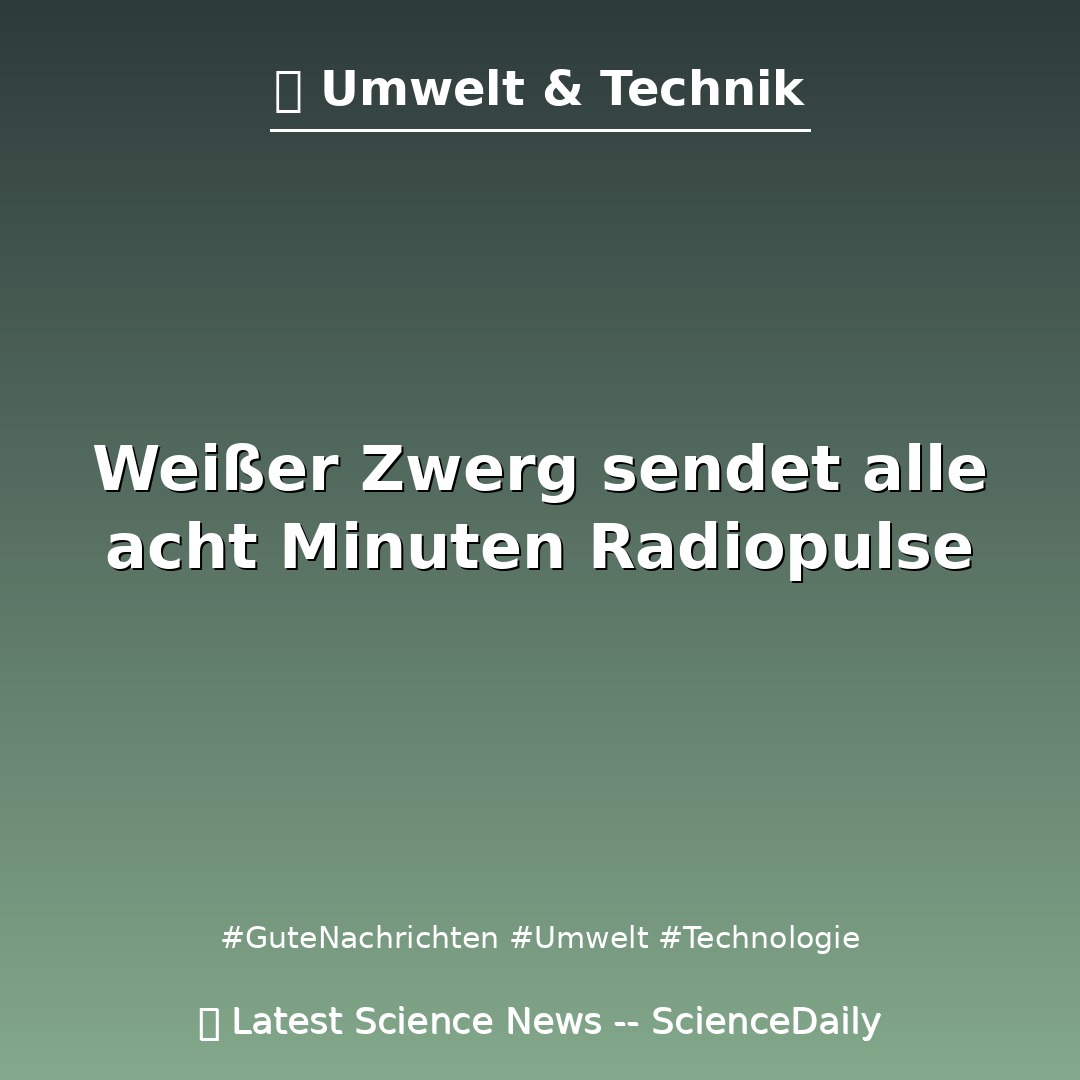 Umwelt & Technik
Weißer Zwerg sendet alle
acht Minuten Radiopulse
#GuteNachrichten #Umwelt #Technologie
Latest Science News -- ScienceDaily